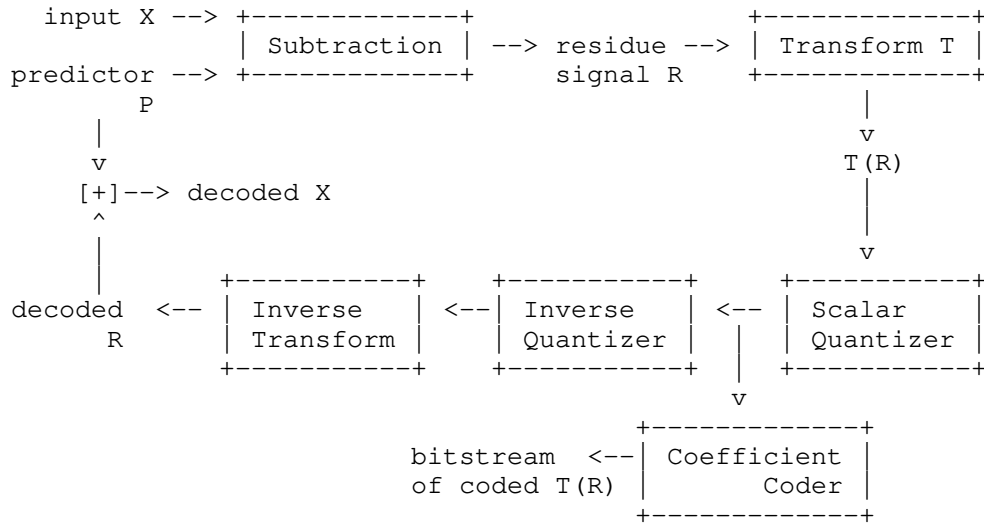 input X --> +-------------+                 +-------------+
            | Subtraction | --> residue --> | Transform T |
predictor --> +-------------+     signal R    +-------------+
        P                                          |
      |                                            v
      v                                          T(R)
     [+]--> decoded X                              |
      ^                                            |
      |                                            v
      |       +-----------+   +-----------+     +-----------+
decoded  <-- | Inverse   | <--| Inverse   | <-- | Scalar    |
      R      | Transform |    | Quantizer |  |  | Quantizer |
             +-----------+    +-----------+  |  +-----------+
                                             v
                                       +-------------+
                        bitstream   <--| Coefficient |
                        of coded T(R)  |       Coder |
                                       +-------------+